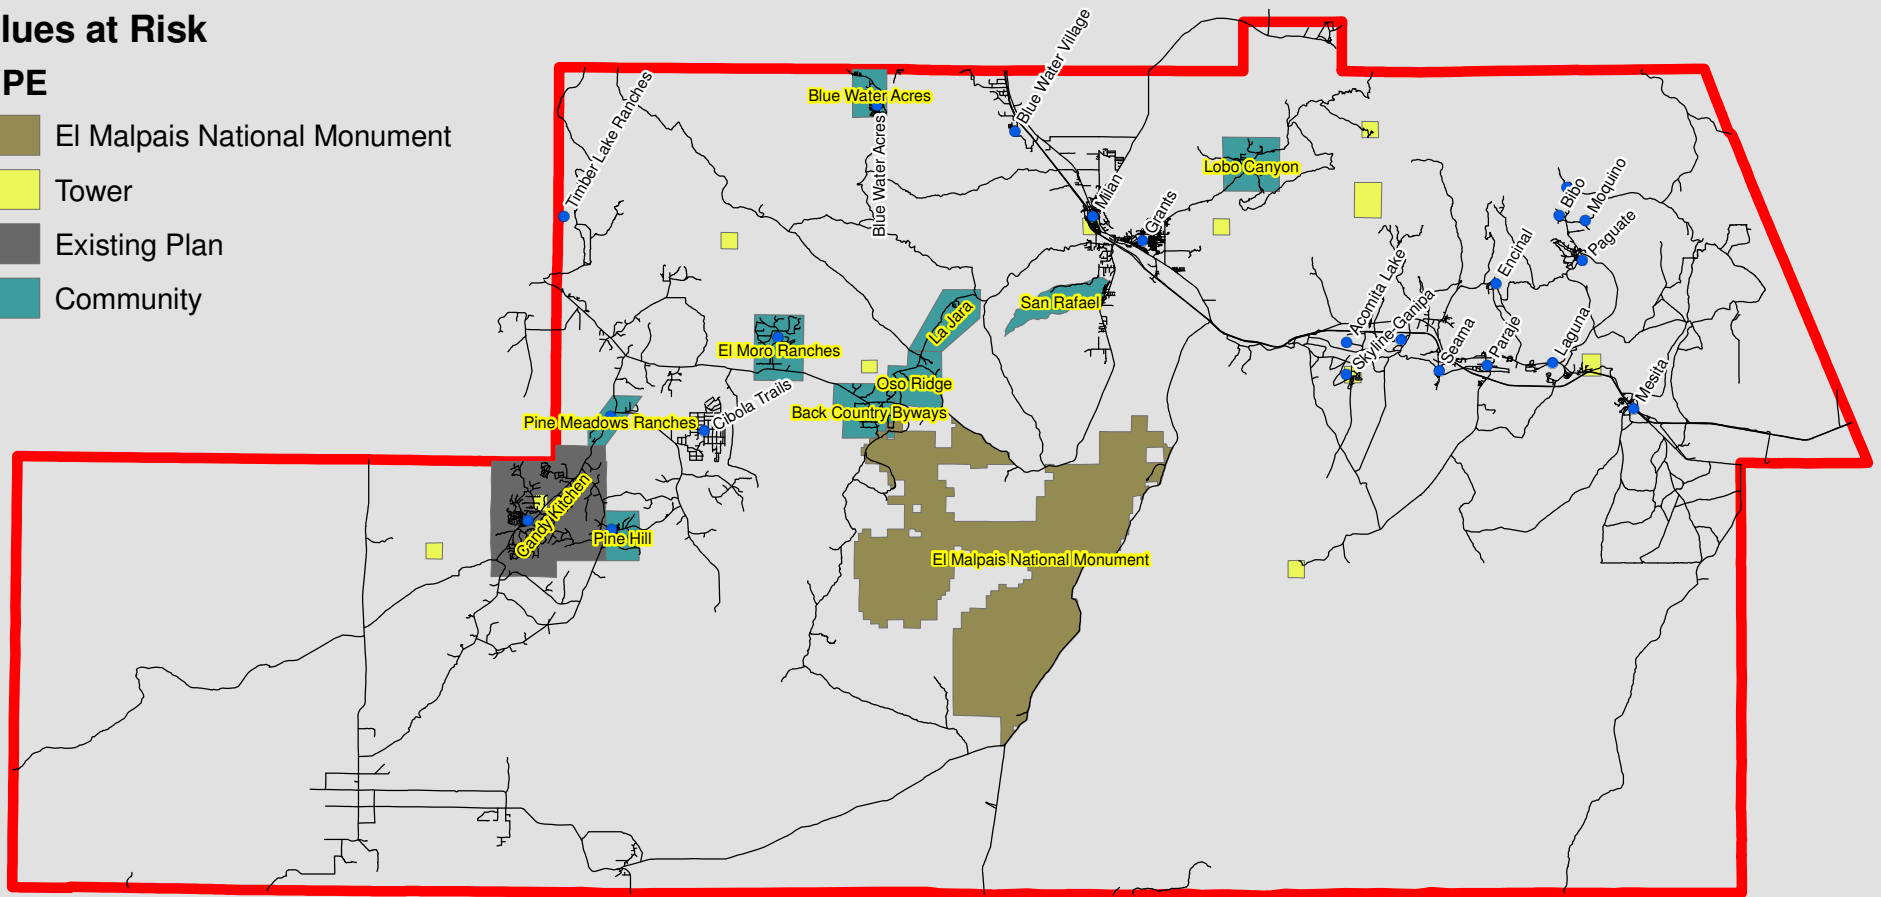 lues at Risk
PE
El Malpais National Monument
Tower
Existing Plan
Community
Timber Lake Ranches
Blue Water Acres
Blue Water Acres
Blue Water Village
Milan
Grants
Lobo Canyon
Bibo
Moquino
Paguate
Encinal
Acomita Lake
Skyline-Ganipa
Seama
Paraje
Laguna
Mesita
San Rafael
La Jara
El Moro Ranches
Oso Ridge
Back Country Byways
Cibola Trails
Pine Meadows Ranches
Candy Kitchen
Pine Hill
El Malpais National Monument